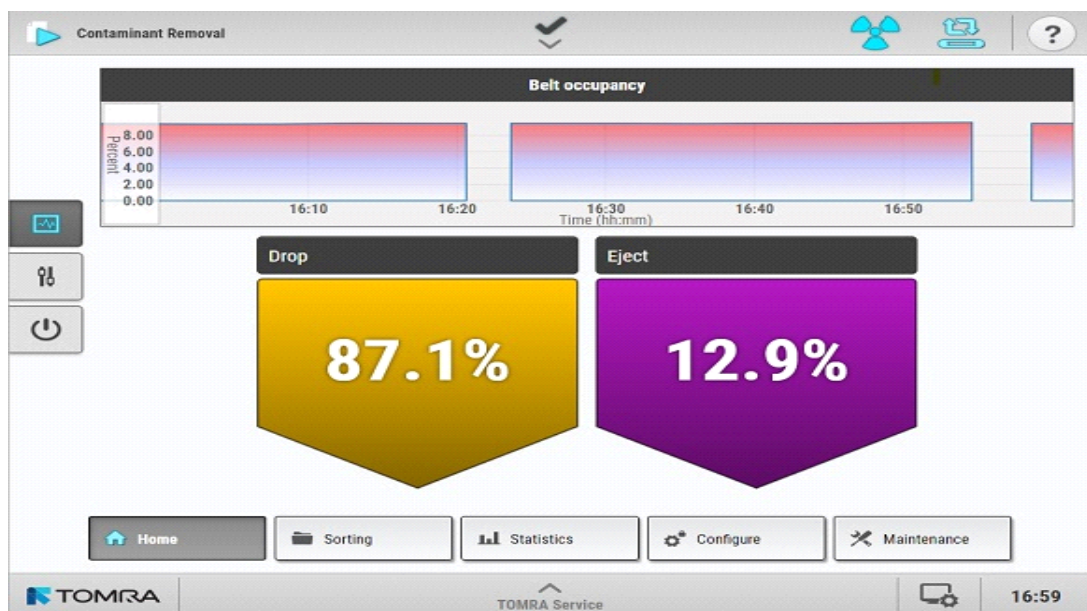 Contaminant Removal
?
Belt occupancy
Percent
8.00
6.00
4.00
2.00
0.00
16:10 16:20 16:30 16:40 16:50
Time (hh:mm)
Drop Eject
87.1% 12.9%
Home Sorting Statistics Configure Maintenance
TOMRA TOMRA Service 16:59